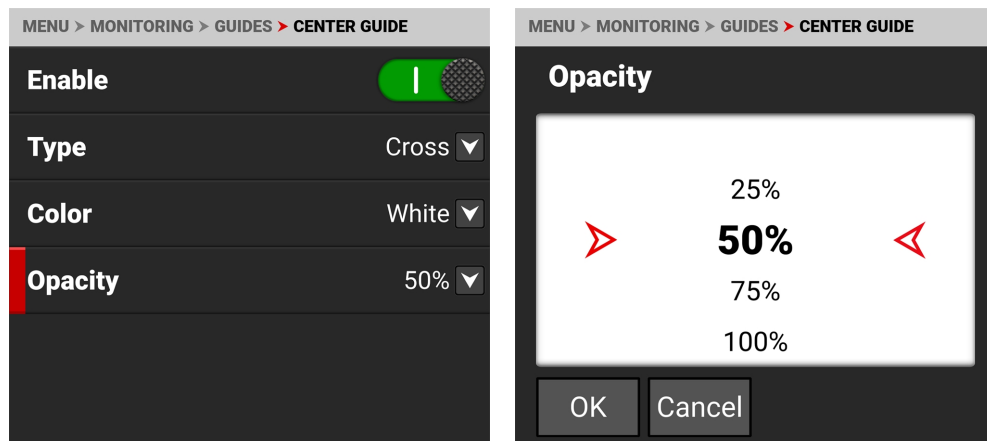 MENU > MONITORING > GUIDES > CENTER GUIDE
Enable
Type Cross
Color White
Opacity 50%
MENU > MONITORING > GUIDES > CENTER GUIDE
Opacity
25%
50%
75%
100%
OK Cancel